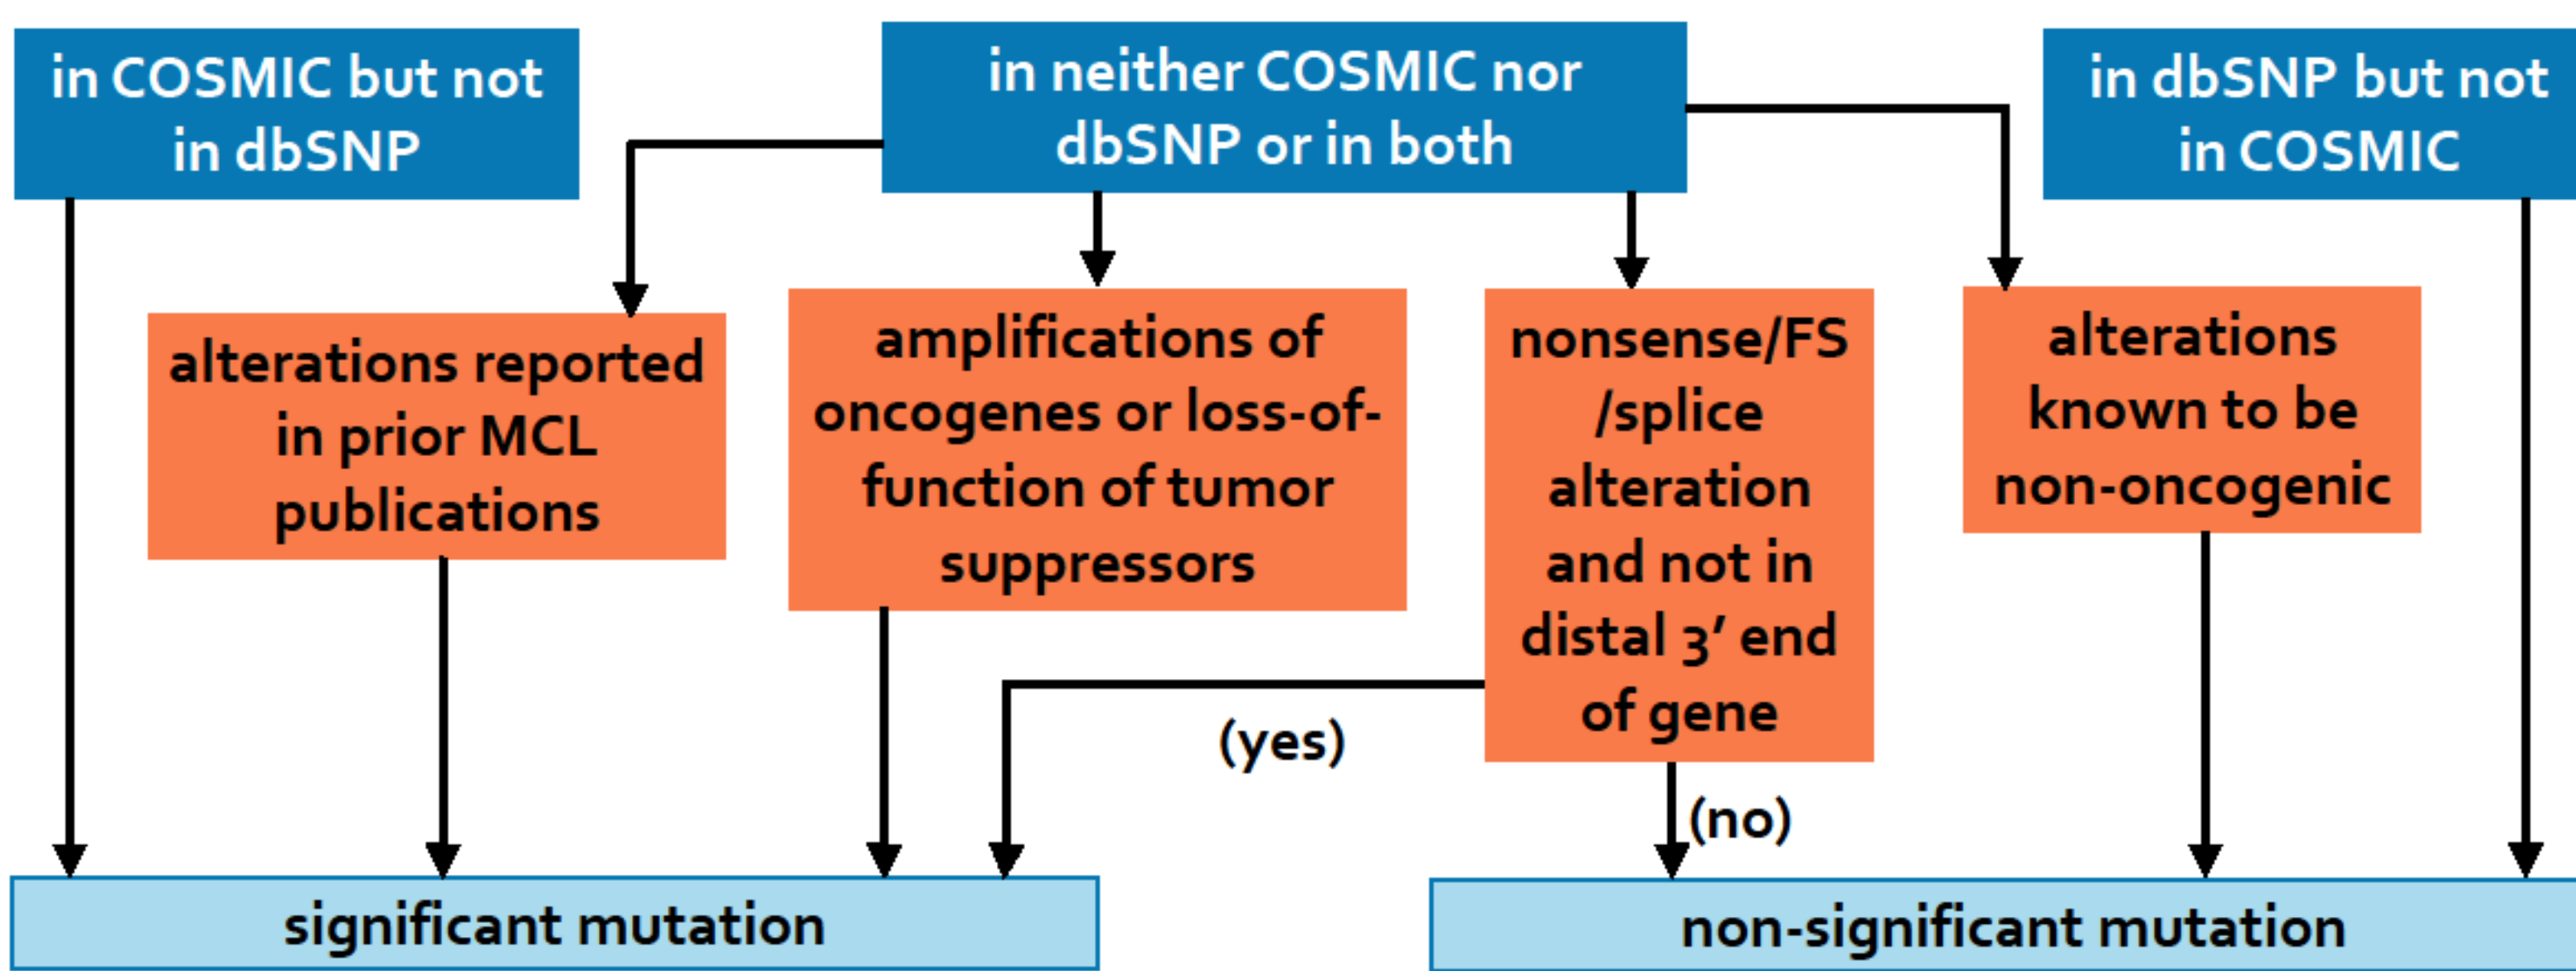 in COSMIC but not
in dbSNP
in neither COSMIC nor
dbSNP or in both
in dbSNP but not
in COSMIC
alterations reported
in prior MCL
publications
amplifications of
oncogenes or loss-of-
function of tumor
suppressors
nonsense/FS
/splice
alteration
and not in
distal 3′ end
of gene
alterations
known to be
non-oncogenic
(yes)
(no)
significant mutation
non-significant mutation